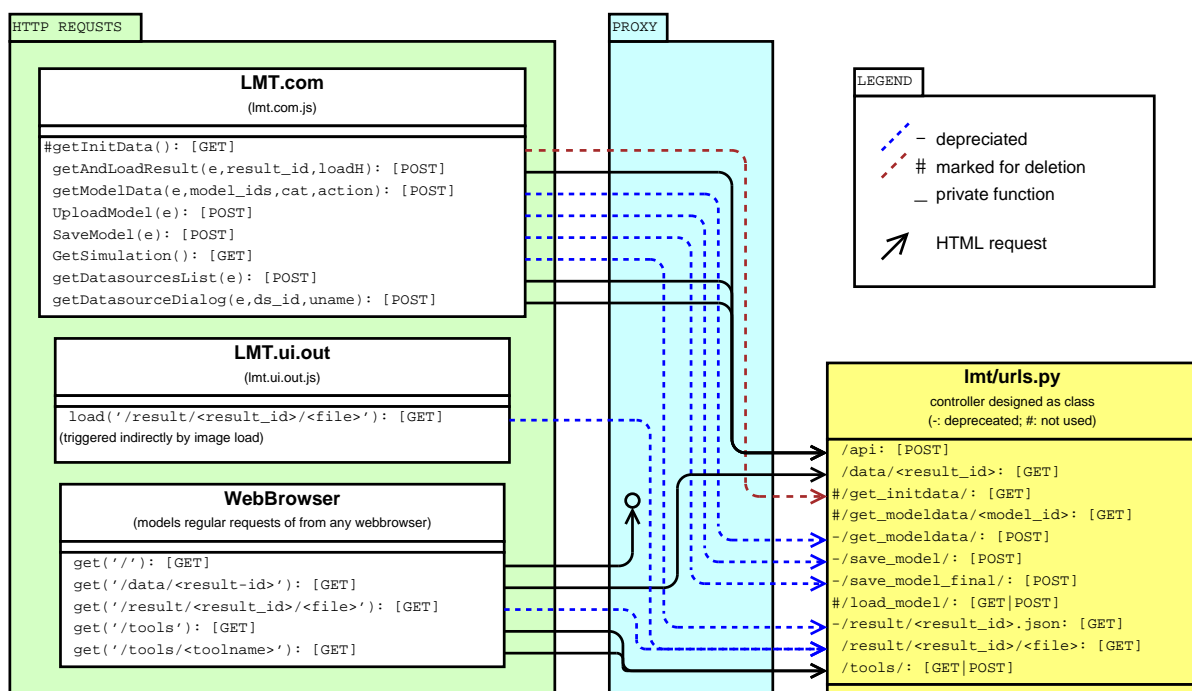 HTTP REQUSTS
LMT.com
(lmt.com.js)
#getInitData(): [GET]
getAndLoadResult(e,result_id,loadH): [POST]
getModelData(e,model_ids,cat,action): [POST]
UploadModel(e): [POST]
SaveModel(e): [POST]
GetSimulation(): [GET]
getDatasourcesList(e): [POST]
getDatasourceDialog(e,ds_id,uname): [POST]
LMT.ui.out
(lmt.ui.out.js)
load('/result/<result_id>/<file>'): [GET]
(triggered indirectly by image load)
WebBrowser
(models regular requests of from any webbrowser)
get('/'): [GET]
get('/data/<result-id>'): [GET]
get('/result/<result_id>/<file>'): [GET]
get('/tools'): [GET]
get('/tools/<toolname>'): [GET]
PROXY
LEGEND
- depreciated
# marked for deletion
_ private function
HTML request
lmt/urls.py
controller designed as class
(-: depreceated; #: not used)
/api: [POST]
/data/<result_id>: [GET]
#/get_initdata/: [GET]
#/get_modeldata/<model_id>: [GET]
-/get_modeldata/: [POST]
-/save_model/: [POST]
-/save_model_final/: [POST]
#/load_model/: [GET|POST]
-/result/<result_id>.json: [GET]
/result/<result_id>/<file>: [GET]
/tools/: [GET|POST]